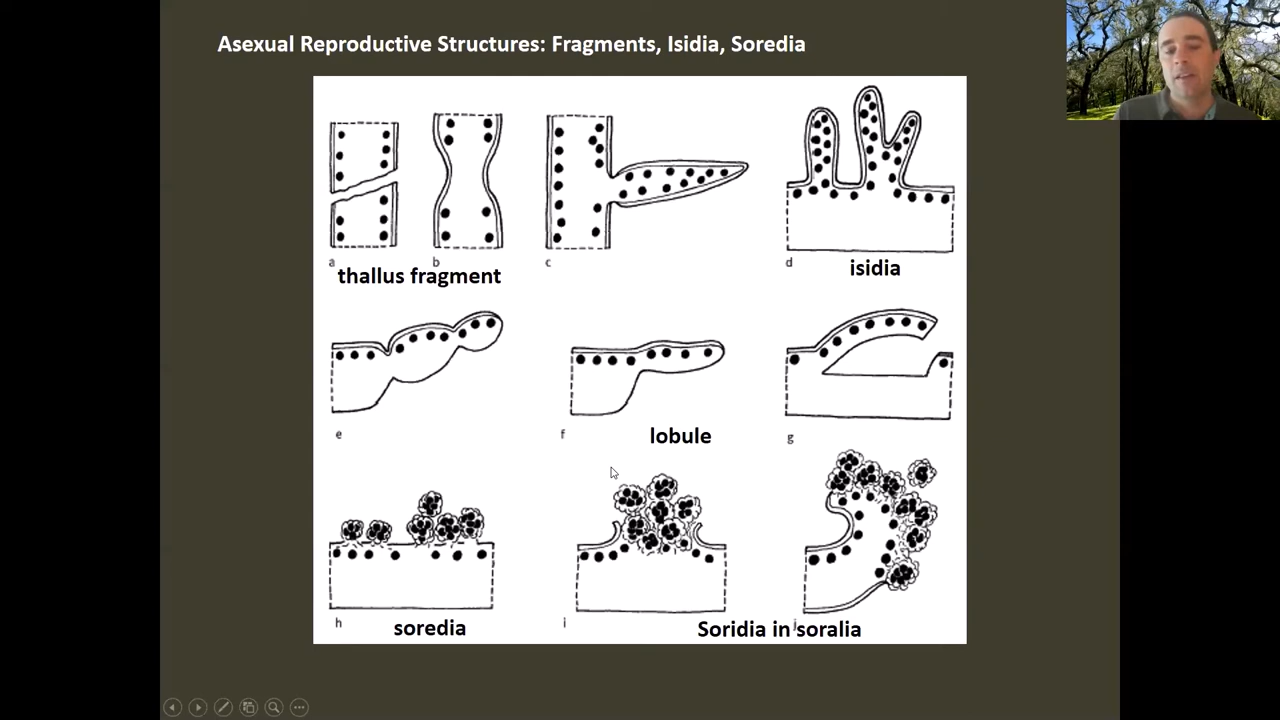 Asexual Reproductive Structures: Fragments, Isidia, Soredia
a
b
c
d
thallus fragment
isidia
e
f
g
lobule
h
i
j
soredia
Soridia in soralia